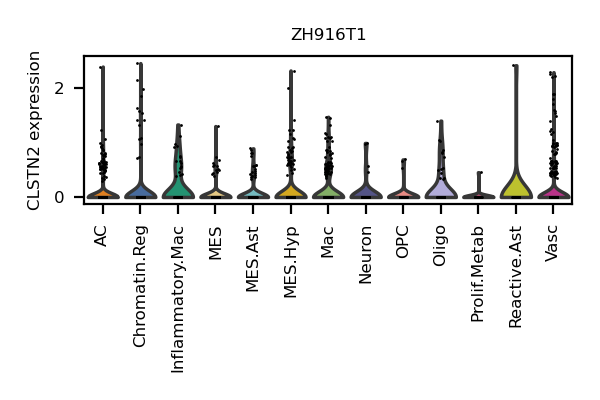 ZH916T1
CLSTN2 expression
2
0
AC
Chromatin.Reg
Inflammatory.Mac
MES
MES.Ast
MES.Hyp
Mac
Neuron
OPC
Oligo
Prolif.Metab
Reactive.Ast
Vasc